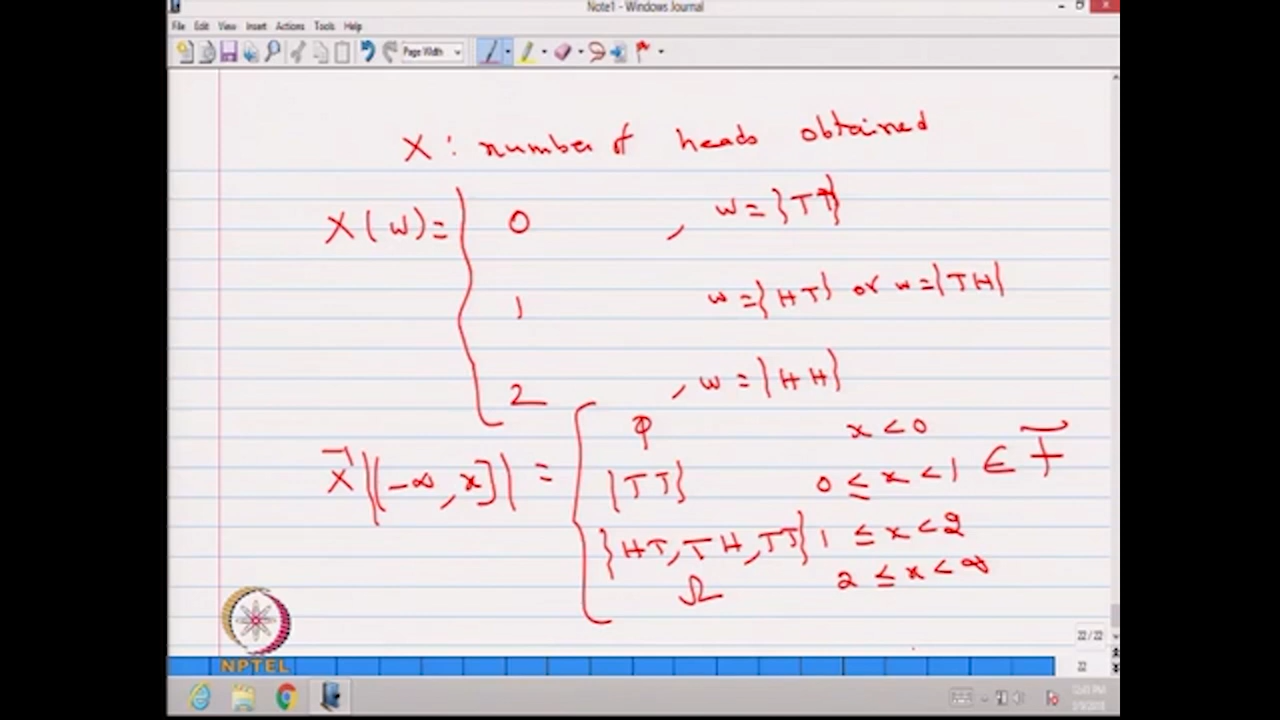 Note1 - Windows Journal
File Edit View Insert Actions Tools Help
Page Width
X : number of heads obtained
X(w) = { 0 , w = {TT}
1 w = {HT} or w = {TH}
2 , w = {HH}
X⁻¹{(-∞, x]} = { φ x < 0
{TT} 0 ≤ x < 1 ∈ F
{HT, TH, TT} 1 ≤ x < 2
Ω 2 ≤ x < ∞
22 / 22
NPTEL
22